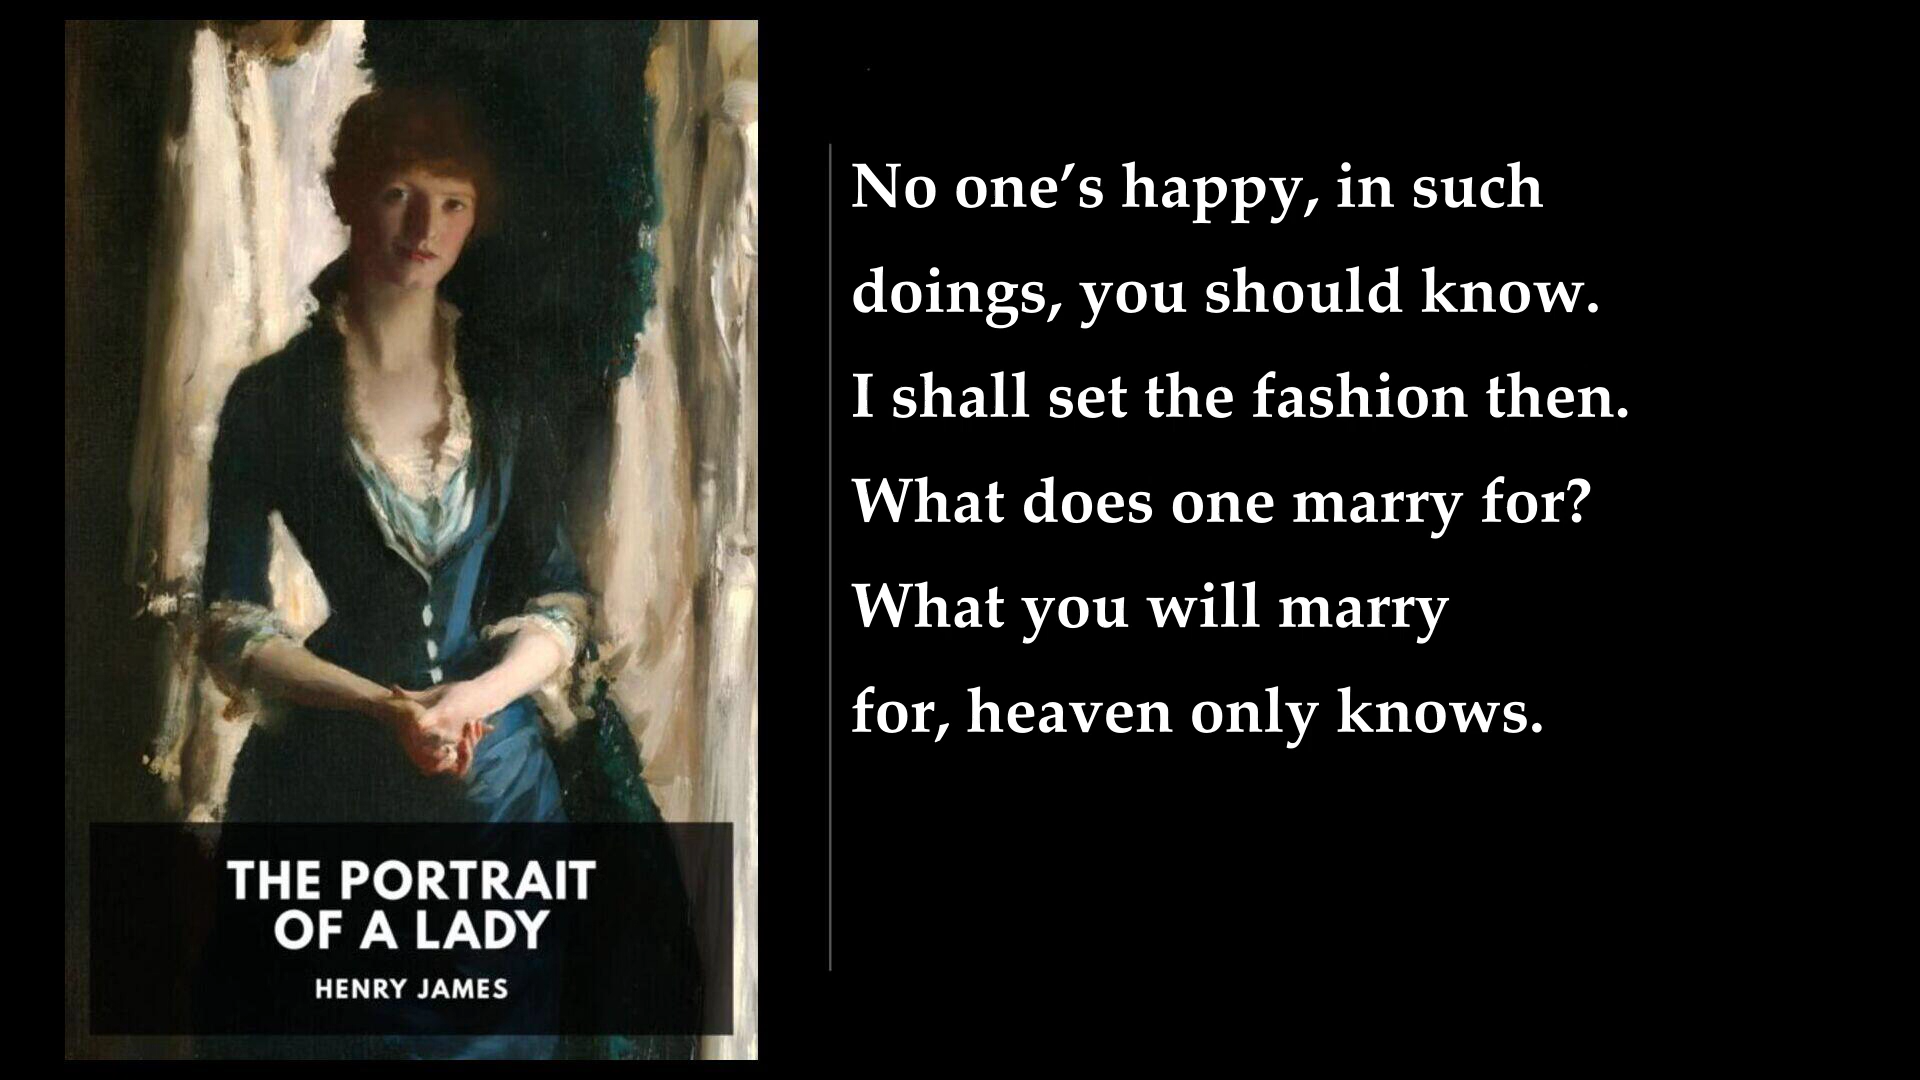 No one’s happy, in such
doings, you should know.
I shall set the fashion then.
What does one marry for?
What you will marry
for, heaven only knows.
THE PORTRAIT
OF A LADY
HENRY JAMES